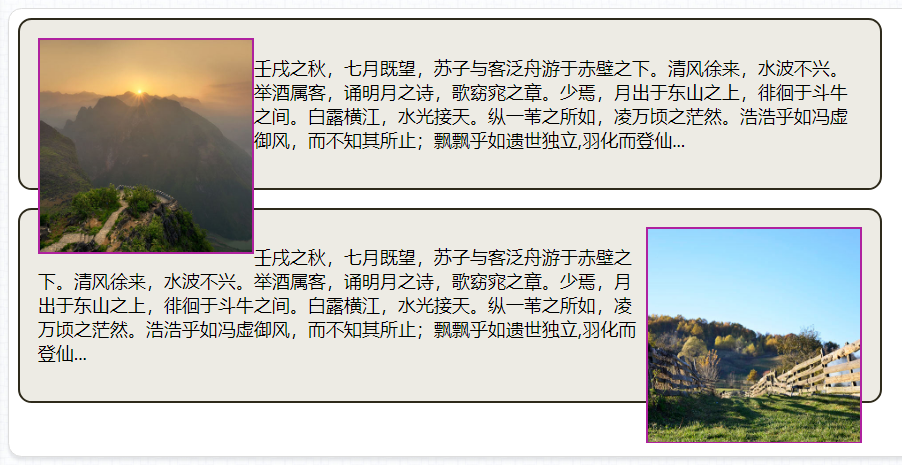 壬戌之秋，七月既望，苏子与客泛舟游于赤壁之下。清风徐来，水波不兴。
举酒属客，诵明月之诗，歌窈窕之章。少焉，月出于东山之上，徘徊于斗牛
之间。白露横江，水光接天。纵一苇之所如，凌万顷之茫然。浩浩乎如冯虚
御风，而不知其所止；飘飘乎如遗世独立,羽化而登仙...
壬戌之秋，七月既望，苏子与客泛舟游于赤壁之
下。清风徐来，水波不兴。举酒属客，诵明月之诗，歌窈窕之章。少焉，月
出于东山之上，徘徊于斗牛之间。白露横江，水光接天。纵一苇之所如，凌
万顷之茫然。浩浩乎如冯虚御风，而不知其所止；飘飘乎如遗世独立,羽化而
登仙...